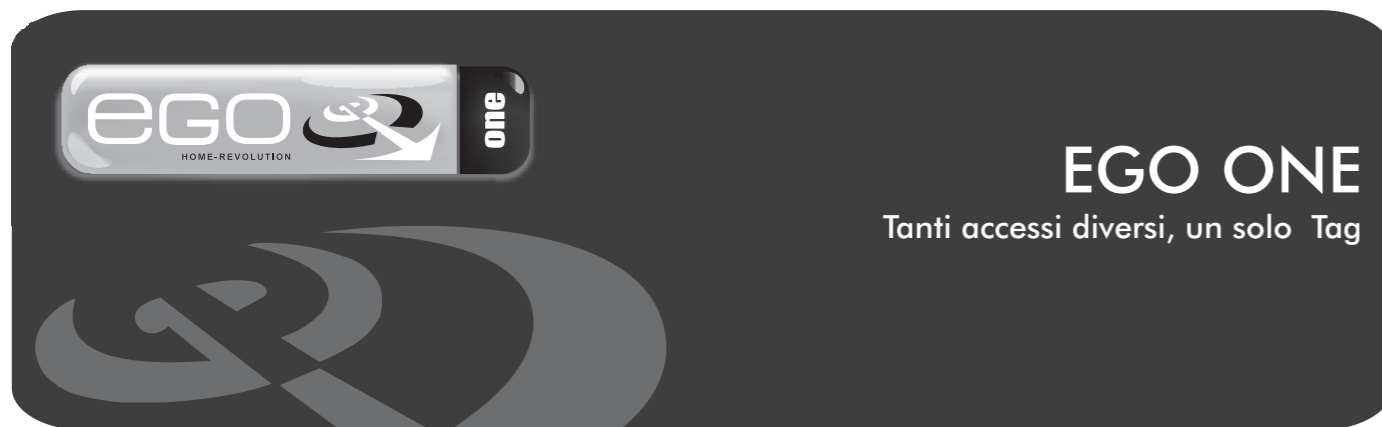 eGO
HOME-REVOLUTION
one
EGO ONE
Tanti accessi diversi, un solo Tag